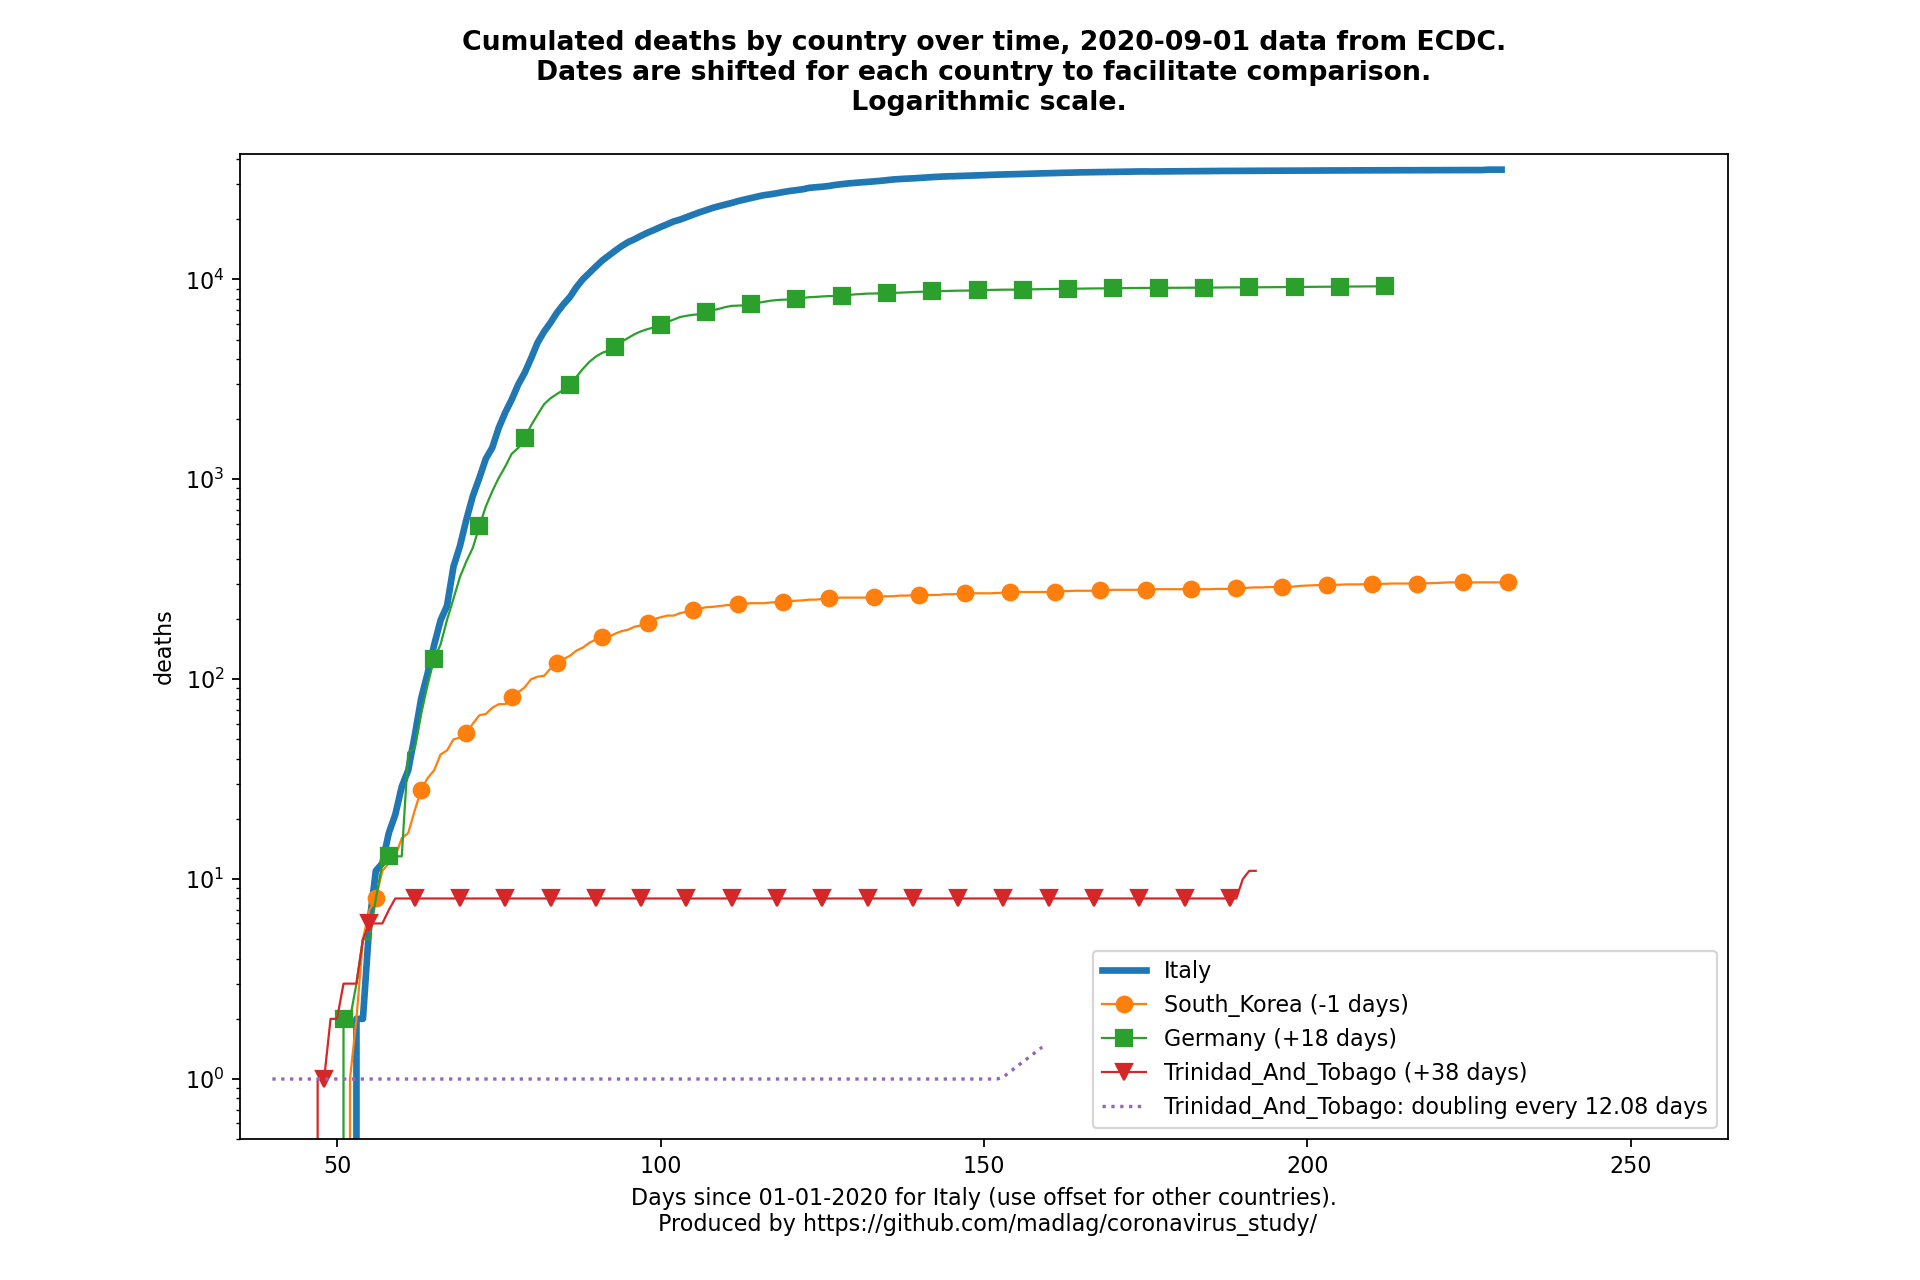 Cumulated deaths by country over time, 2020-09-01 data from ECDC.
Dates are shifted for each country to facilitate comparison.
Logarithmic scale.
10^4
10^3
10^2
10^1
10^0
deaths
Italy
South_Korea (-1 days)
Germany (+18 days)
Trinidad_And_Tobago (+38 days)
Trinidad_And_Tobago: doubling every 12.08 days
50 100 150 200 250
Days since 01-01-2020 for Italy (use offset for other countries).
Produced by https://github.com/madlag/coronavirus_study/